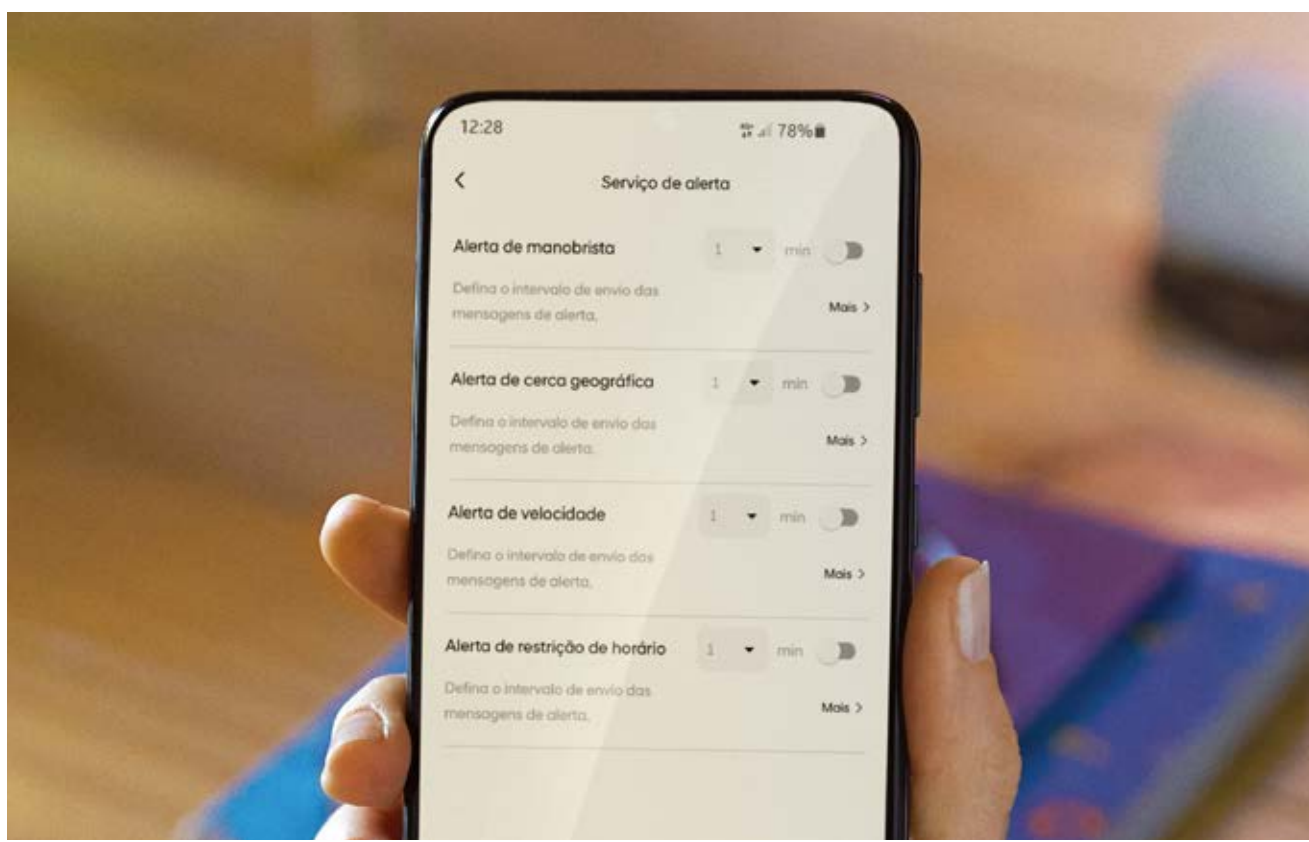 12:28
78%
Serviço de alerta
Alerta de manobrista 1 min
Defina o intervalo de envio das
mensagens de alerta.
Mais >
Alerta de cerca geográfica 1 min
Defina o intervalo de envio das
mensagens de alerta.
Mais >
Alerta de velocidade 1 min
Defina o intervalo de envio das
mensagens de alerta.
Mais >
Alerta de restrição de horário 1 min
Defina o intervalo de envio das
mensagens de alerta.
Mais >